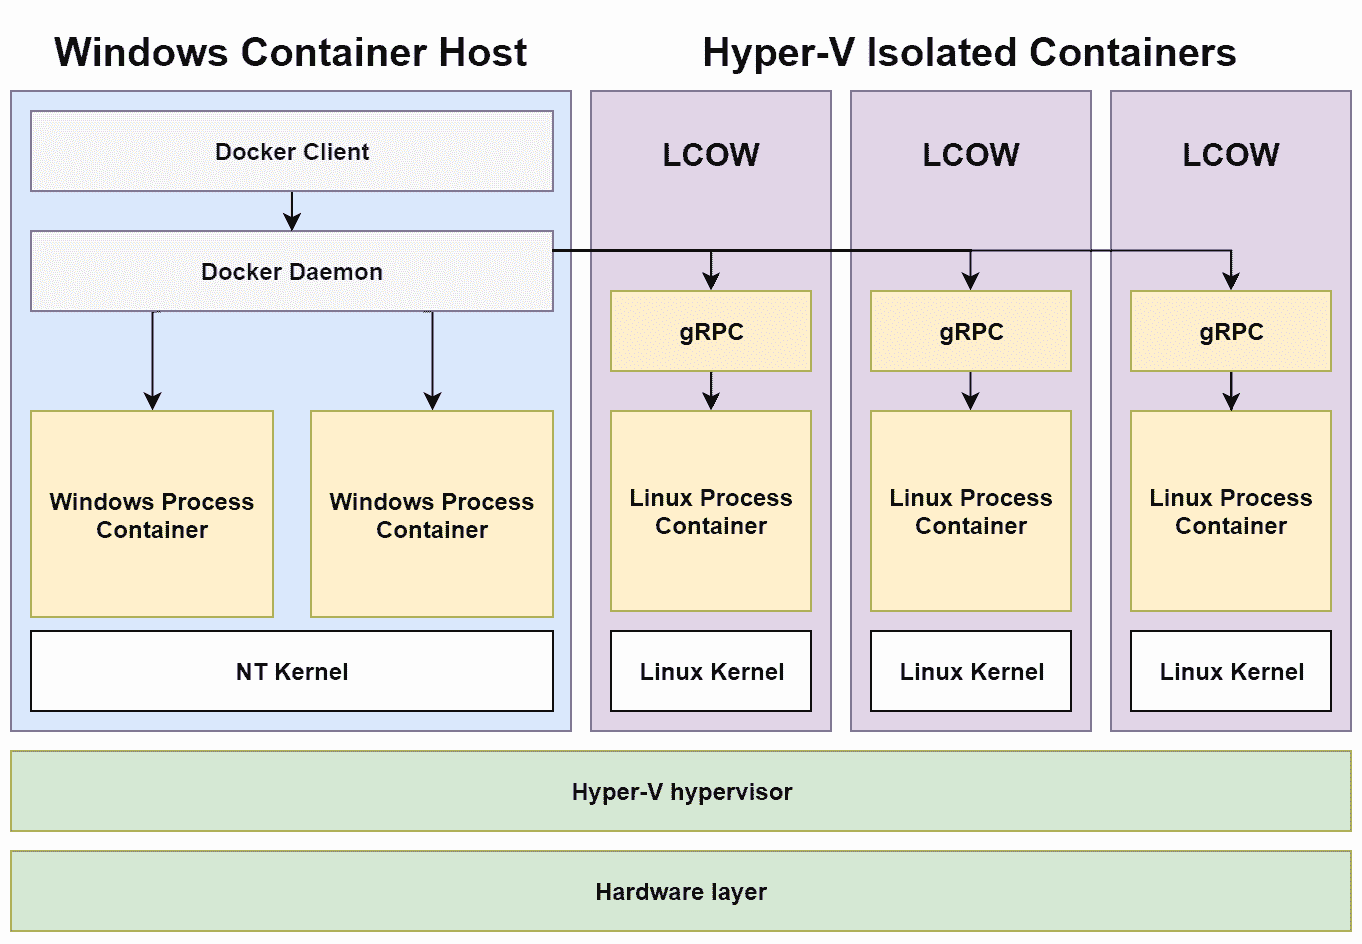 Windows Container Host
Hyper-V Isolated Containers
Docker Client
Docker Daemon
Windows Process
Container
Windows Process
Container
NT Kernel
LCOW
gRPC
Linux Process
Container
Linux Kernel
LCOW
gRPC
Linux Process
Container
Linux Kernel
LCOW
gRPC
Linux Process
Container
Linux Kernel
Hyper-V hypervisor
Hardware layer